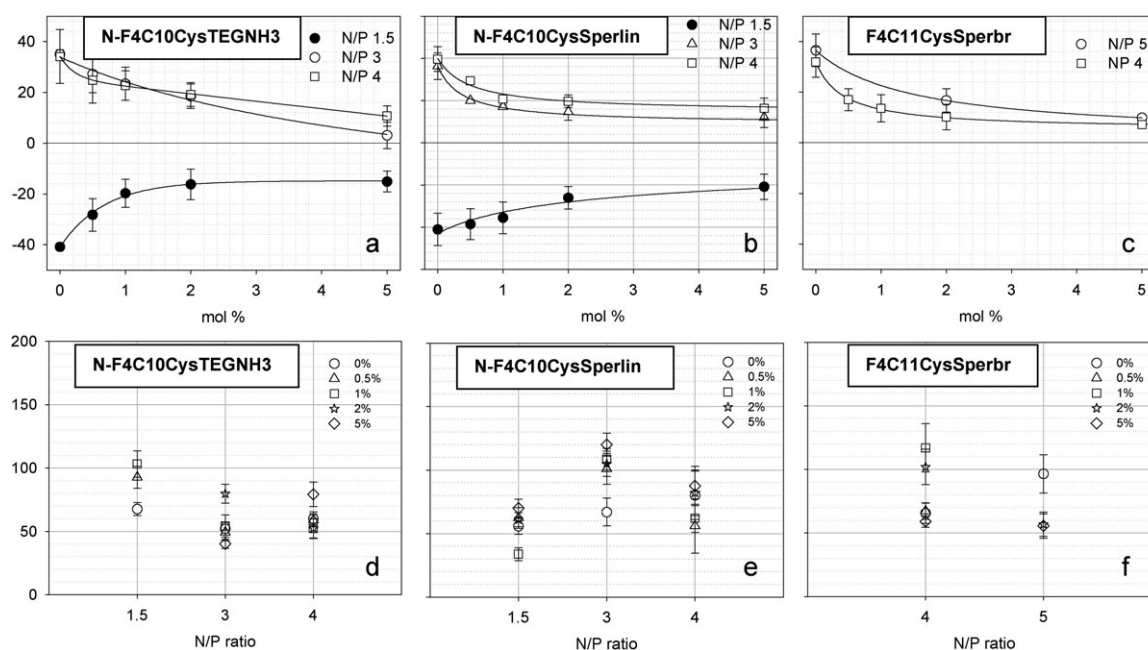 N-F4C10CysTEGNH3
N/P 1.5
N/P 3
N/P 4
40
20
0
-20
-40
a
0 1 2 3 4 5
mol %
N-F4C10CysSperlin
N/P 1.5
N/P 3
N/P 4
b
0 1 2 3 4 5
mol %
F4C11CysSperbr
N/P 5
NP 4
c
0 1 2 3 4 5
mol %
N-F4C10CysTEGNH3
0%
0.5%
1%
2%
5%
200
150
100
50
0
d
1.5 3 4
N/P ratio
N-F4C10CysSperlin
0%
0.5%
1%
2%
5%
e
1.5 3 4
N/P ratio
F4C11CysSperbr
0%
0.5%
1%
2%
5%
f
4 5
N/P ratio